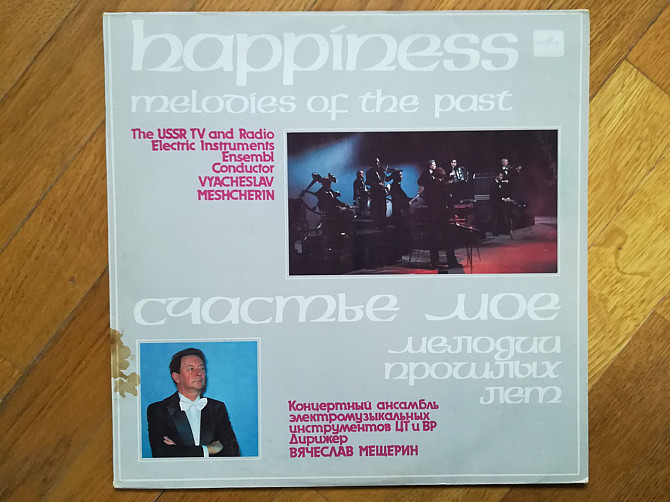 happiness
melodies of the past
The USSR TV and Radio
Electric Instruments
Ensembl
Conductor
VYACHESLAV
MESHCHERIN
счастье мое
мелодии
прошлых
лет
Концертный ансамбль
электромузыкальных
инструментов ЦТ и ВР
Дирижёр
ВЯЧЕСЛАВ МЕЩЕРИН